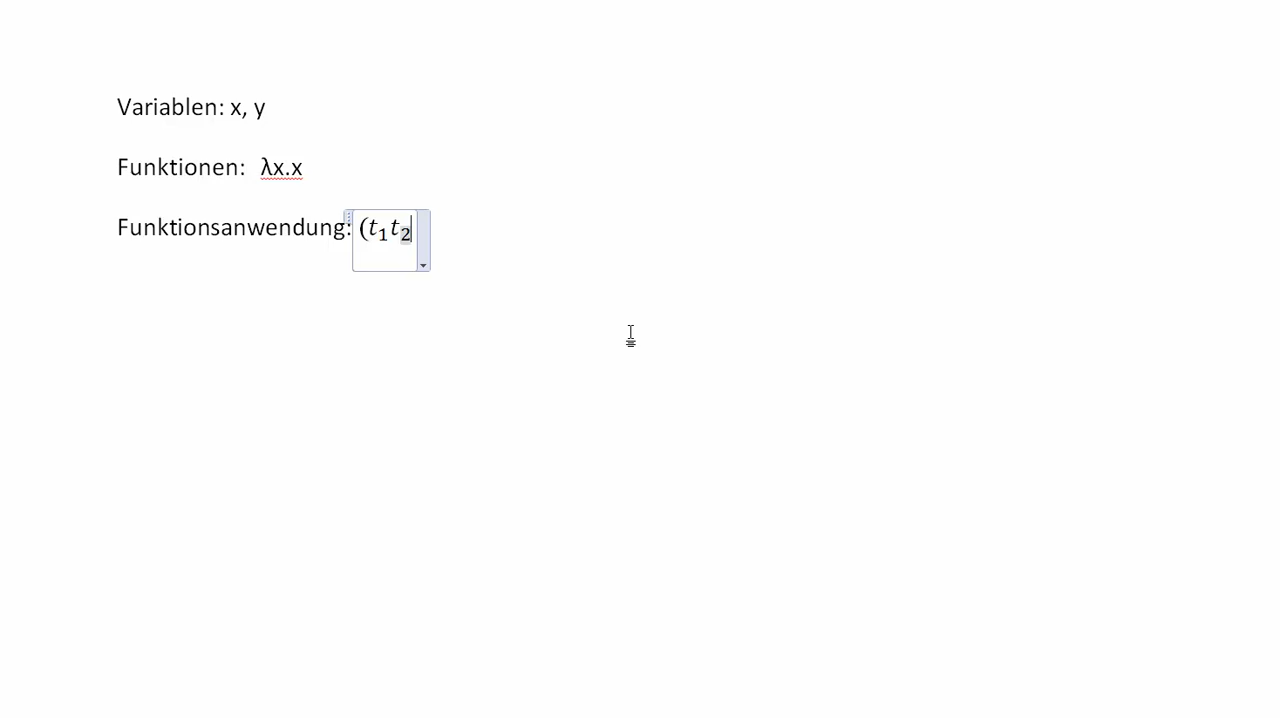 Variablen: x, y
Funktionen: λx.x
Funktionsanwendung: (t₁t₂